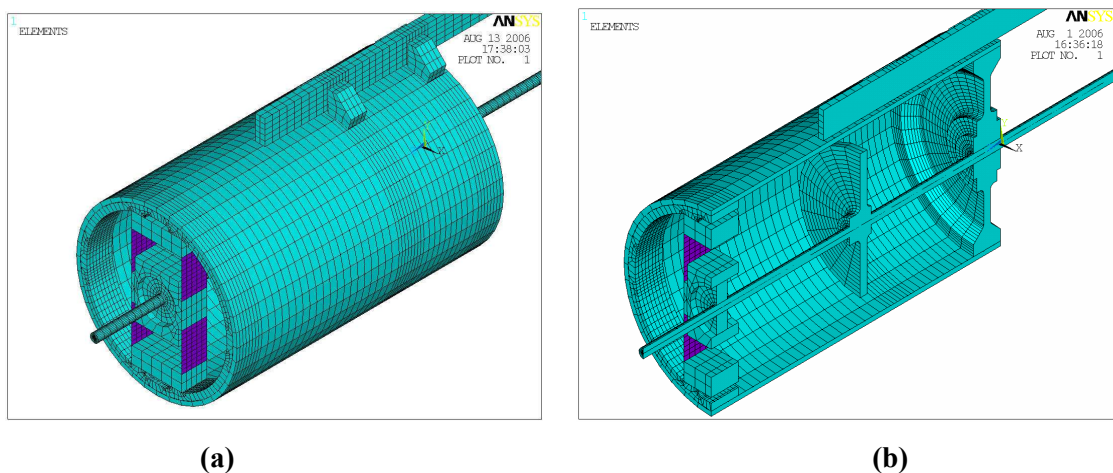 1
ELEMENTS
ANSYS
AUG 13 2006
17:38:03
PLOT NO. 1
Y
X
1
ELEMENTS
ANSYS
AUG 1 2006
16:36:18
PLOT NO. 1
X
(a)
(b)